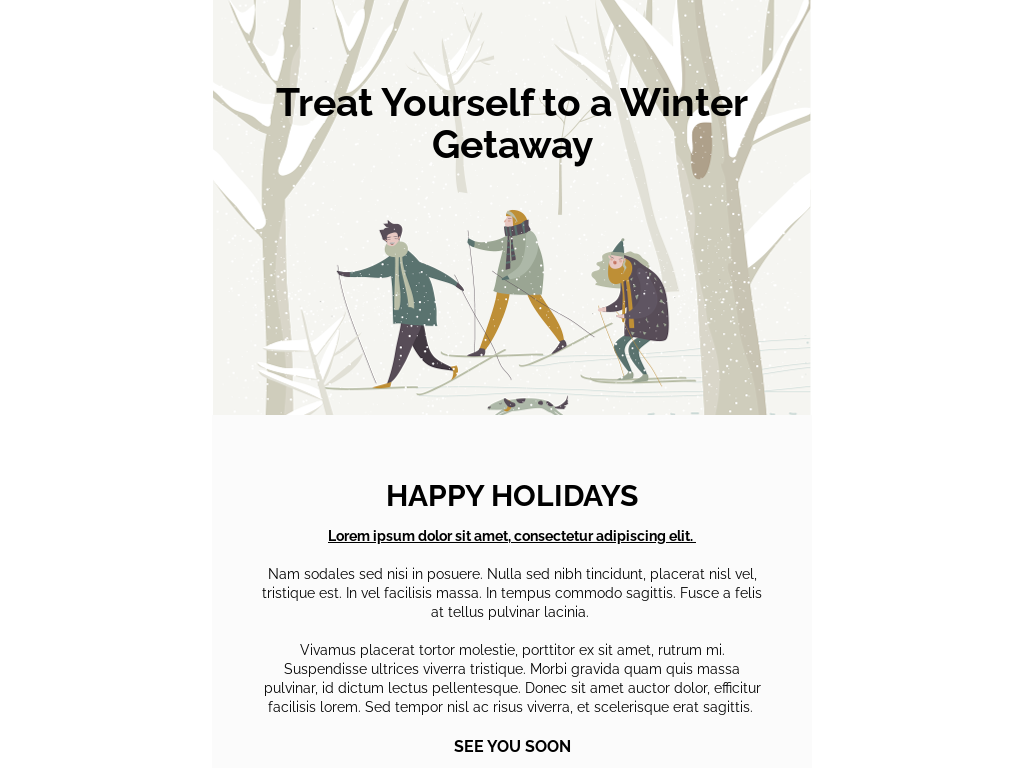 Treat Yourself to a Winter
Getaway
HAPPY HOLIDAYS
Lorem ipsum dolor sit amet, consectetur adipiscing elit.
Nam sodales sed nisi in posuere. Nulla sed nibh tincidunt, placerat nisl vel,
tristique est. In vel facilisis massa. In tempus commodo sagittis. Fusce a felis
at tellus pulvinar lacinia.
Vivamus placerat tortor molestie, porttitor ex sit amet, rutrum mi.
Suspendisse ultrices viverra tristique. Morbi gravida quam quis massa
pulvinar, id dictum lectus pellentesque. Donec sit amet auctor dolor, efficitur
facilisis lorem. Sed tempor nisl ac risus viverra, et scelerisque erat sagittis.
SEE YOU SOON